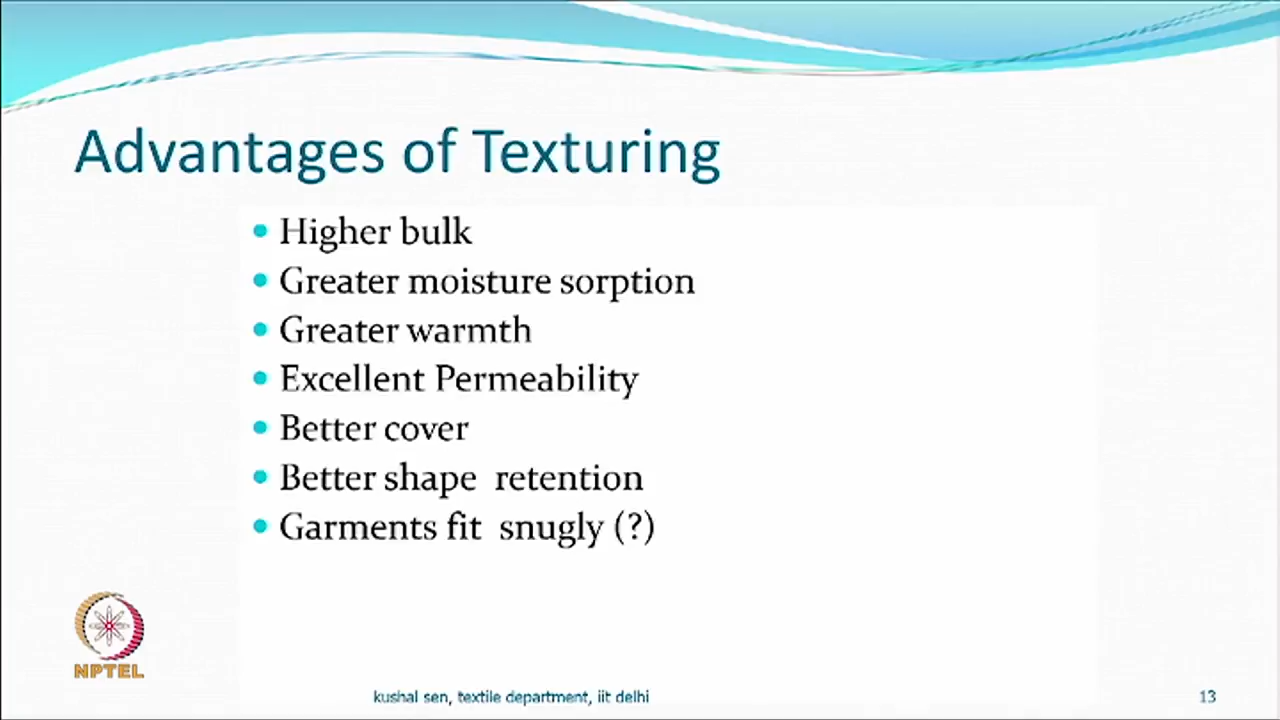 Advantages of Texturing
Higher bulk
Greater moisture sorption
Greater warmth
Excellent Permeability
Better cover
Better shape retention
Garments fit snugly (?)
NPTEL
kushal sen, textile department, iit delhi
13